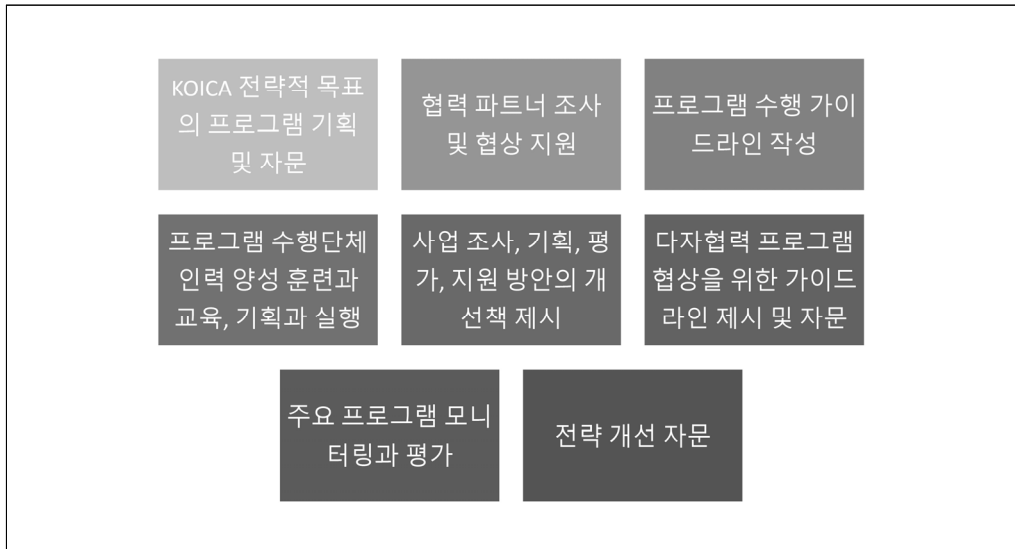 KOICA 전략적 목표
의 프로그램 기획
및 자문
협력 파트너 조사
및 협상 지원
프로그램 수행 가이
드라인 작성
프로그램 수행단체
인력 양성 훈련과
교육, 기획과 실행
사업 조사, 기획, 평
가, 지원 방안의 개
선책 제시
다자협력 프로그램
협상을 위한 가이드
라인 제시 및 자문
주요 프로그램 모니
터링과 평가
전략 개선 자문